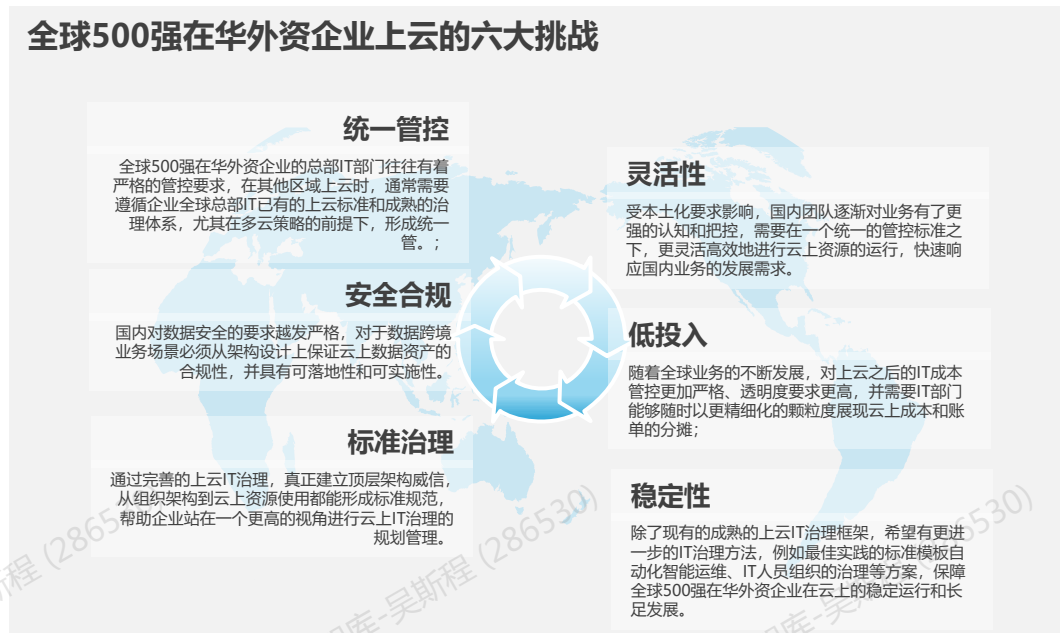 全球500强在华外资企业上云的六大挑战
统一管控
全球500强在华外资企业的总部IT部门往往有着
严格的管控要求，在其他区域上云时，通常需要
遵循企业全球总部IT已有的上云标准和成熟的治
理体系，尤其在多云策略的前提下，形成统一
管。；
安全合规
国内对数据安全的要求越发严格，对于数据跨境
业务场景必须从架构设计上保证云上数据资产的
合规性，并具有可落地性和可实施性。
标准治理
通过完善的上云IT治理，真正建立顶层架构威信，
从组织架构到云上资源使用都能形成标准规范，
帮助企业站在一个更高的视角进行云上IT治理的
规划管理。
灵活性
受本土化要求影响，国内团队逐渐对业务有了更
强的认知和把控，需要在一个统一的管控标准之
下，更灵活高效地进行云上资源的运行，快速响
应国内业务的发展需求。
低投入
随着全球业务的不断发展，对上云之后的IT成本
管控更加严格、透明度要求更高，并需要IT部门
能够随时以更精细化的颗粒度展现云上成本和账
单的分摊；
稳定性
除了现有的成熟的上云IT治理框架，希望有更进
一步的IT治理方法，例如最佳实践的标准模板自
动化智能运维、IT人员组织的治理等方案，保障
全球500强在华外资企业在云上的稳定运行和长
足发展。
程 (286530)
库-吴斯程 (286530)
库-吴斯程 (286530)